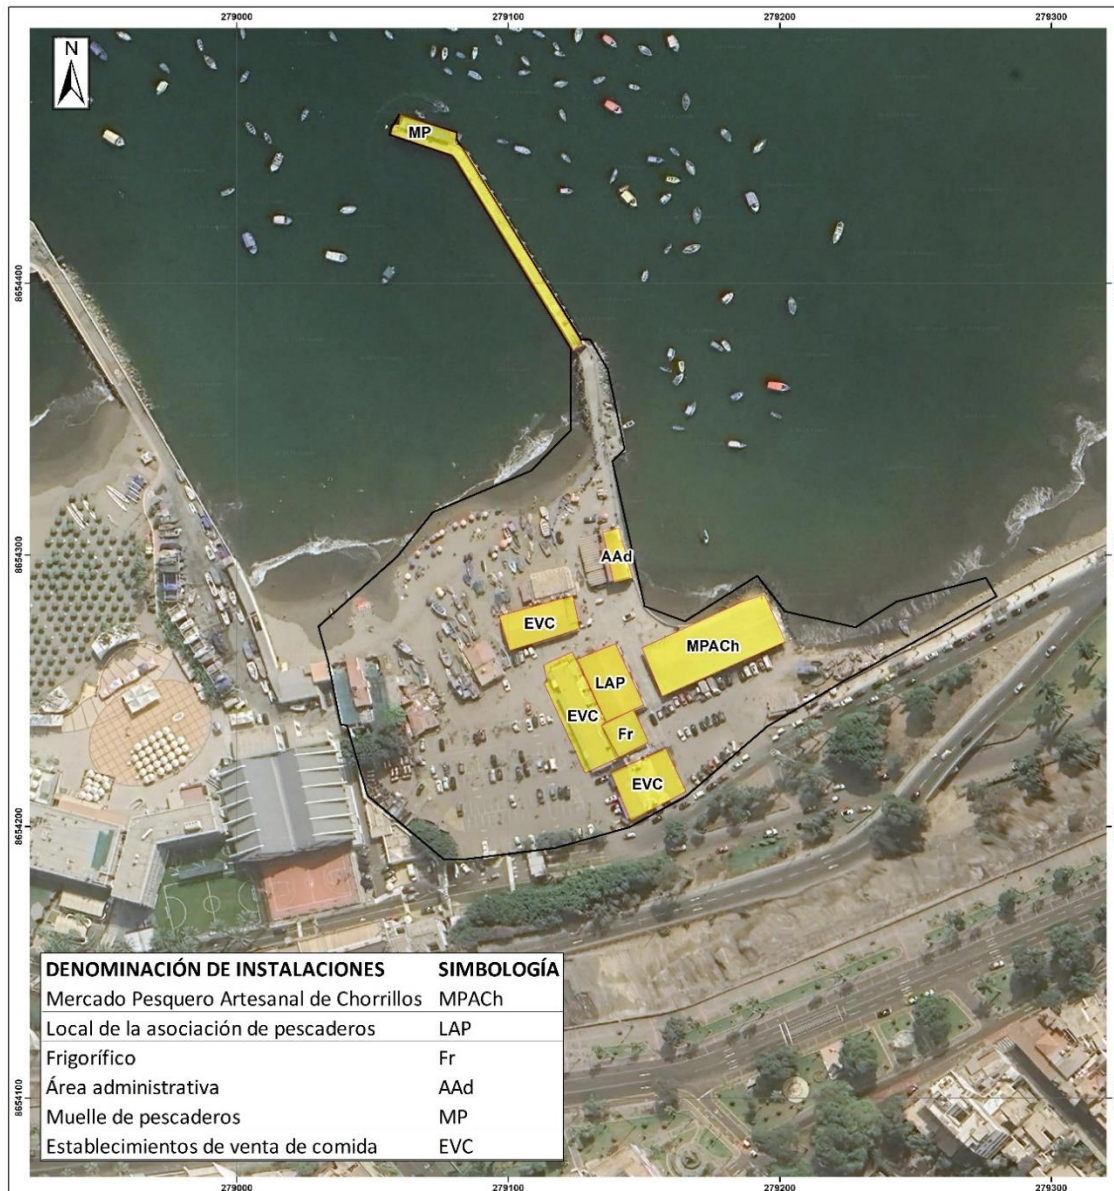 279000 279100 279200 279300
N
MP
8654400
8654300
AAd
EVC
MPACh
LAP
EVC
Fr
EVC
8654200
8654100
DENOMINACIÓN DE INSTALACIONES SIMBOLOGÍA
Mercado Pesquero Artesanal de Chorrillos MPACh
Local de la asociación de pescaderos LAP
Frigorífico Fr
Área administrativa AAd
Muelle de pescaderos MP
Establecimientos de venta de comida EVC
279000 279100 279200 279300